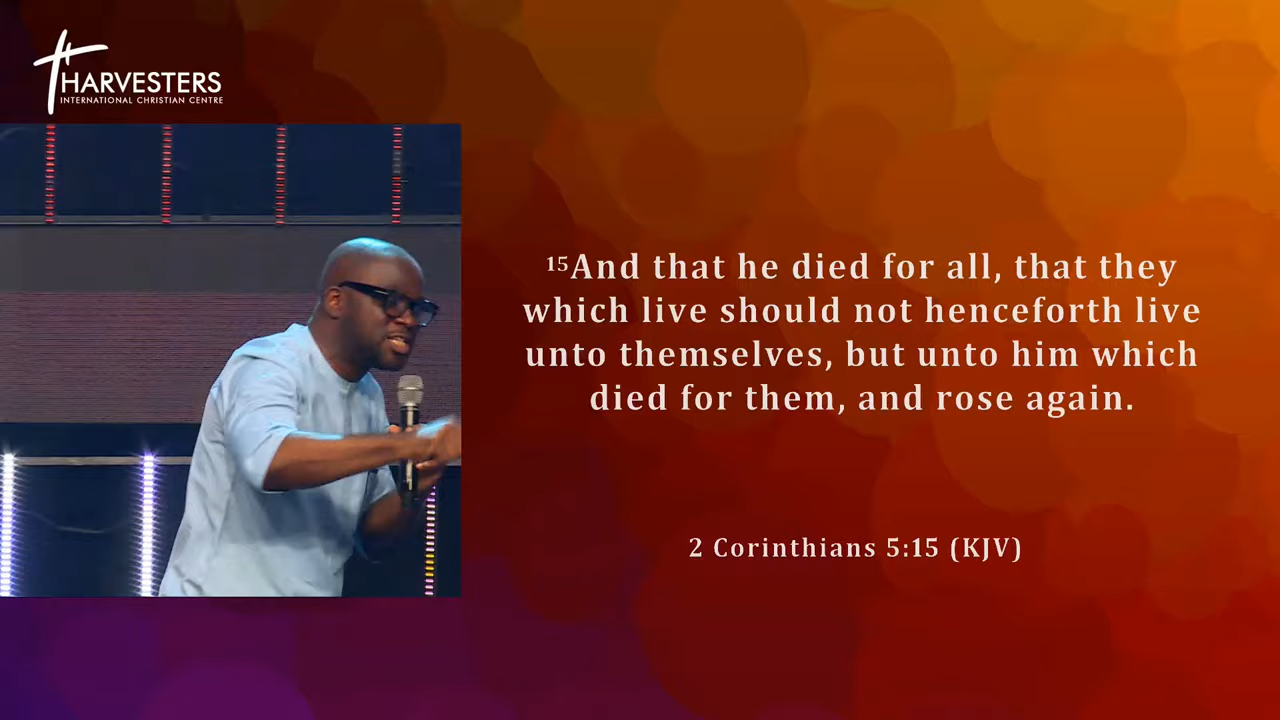 HARVESTERS
INTERNATIONAL CHRISTIAN CENTRE
¹⁵And that he died for all, that they
which live should not henceforth live
unto themselves, but unto him which
died for them, and rose again.
2 Corinthians 5:15 (KJV)